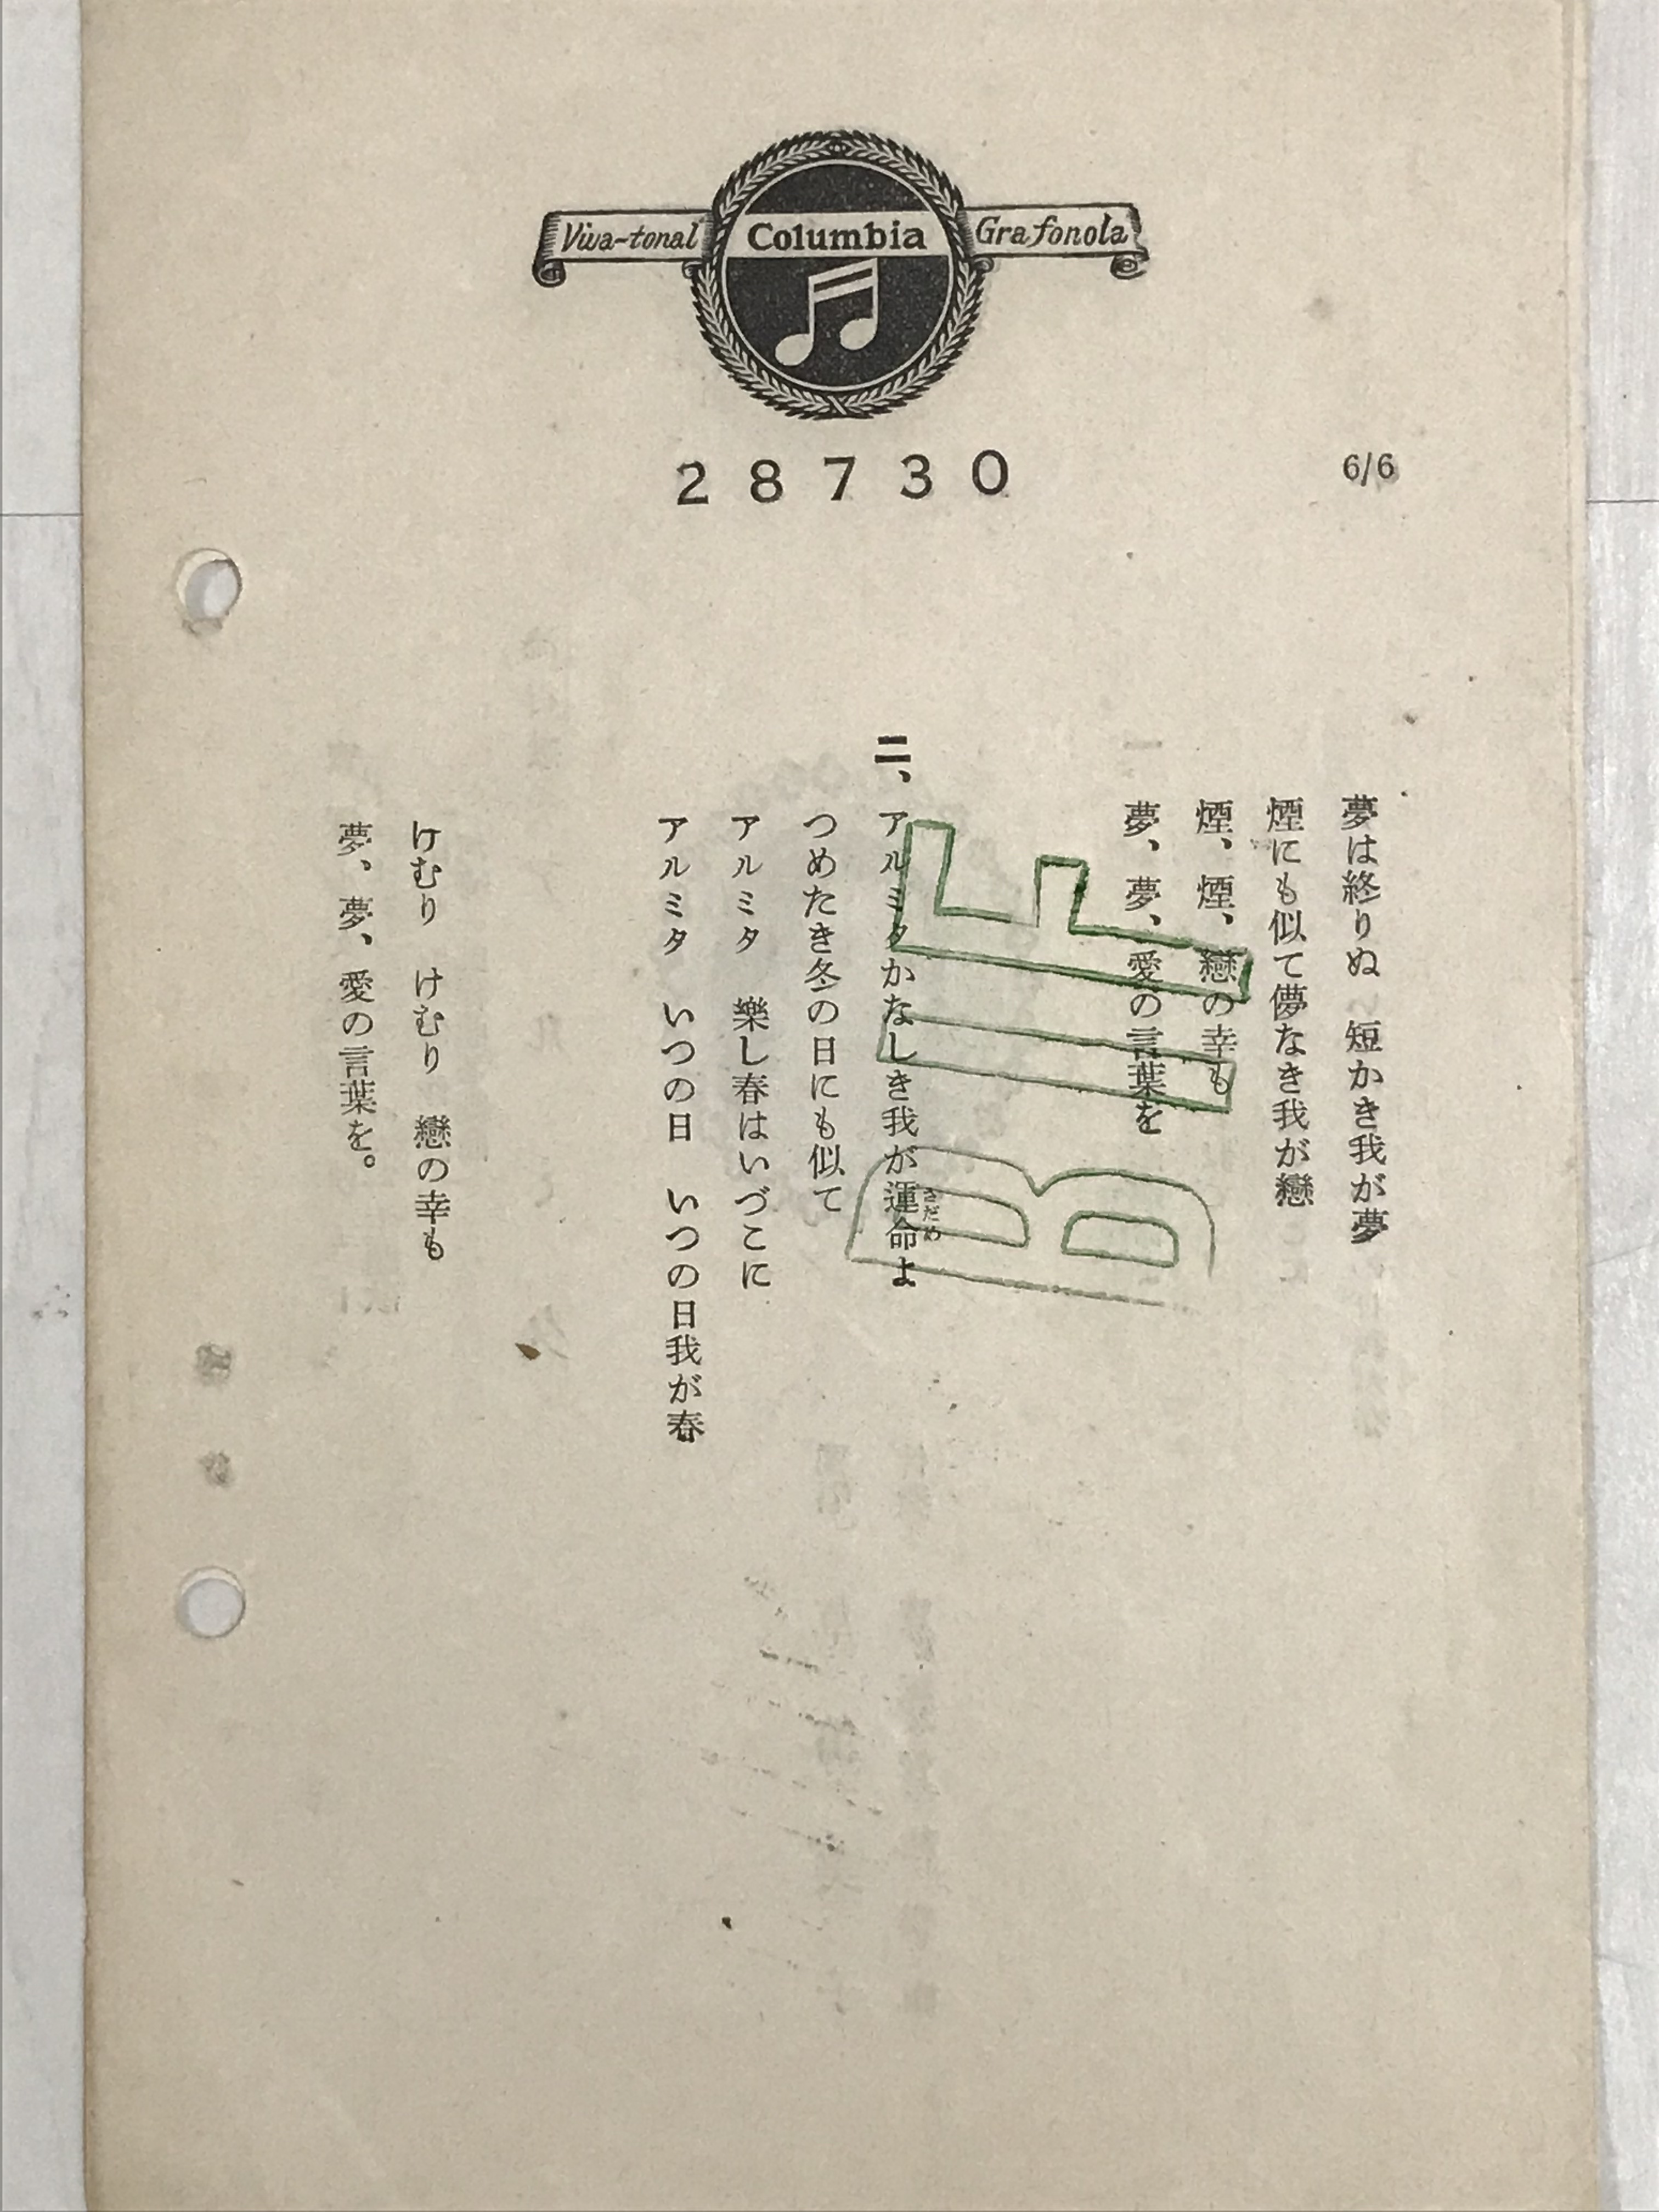 Viva-tonal Columbia Grafonola
28730
6/6
夢は終りぬ 短かき我が夢
煙にも似て儚なき我が戀
煙、煙、戀の幸も
夢、夢、愛の言葉を
二、アルミタかなしき我が運命よ
さだめ
つめたき冬の日にも似て
アルミタ 樂し春はいづこに
アルミタ いつの日 いつの日我が春
けむり けむり 戀の幸も
夢、夢、愛の言葉を。